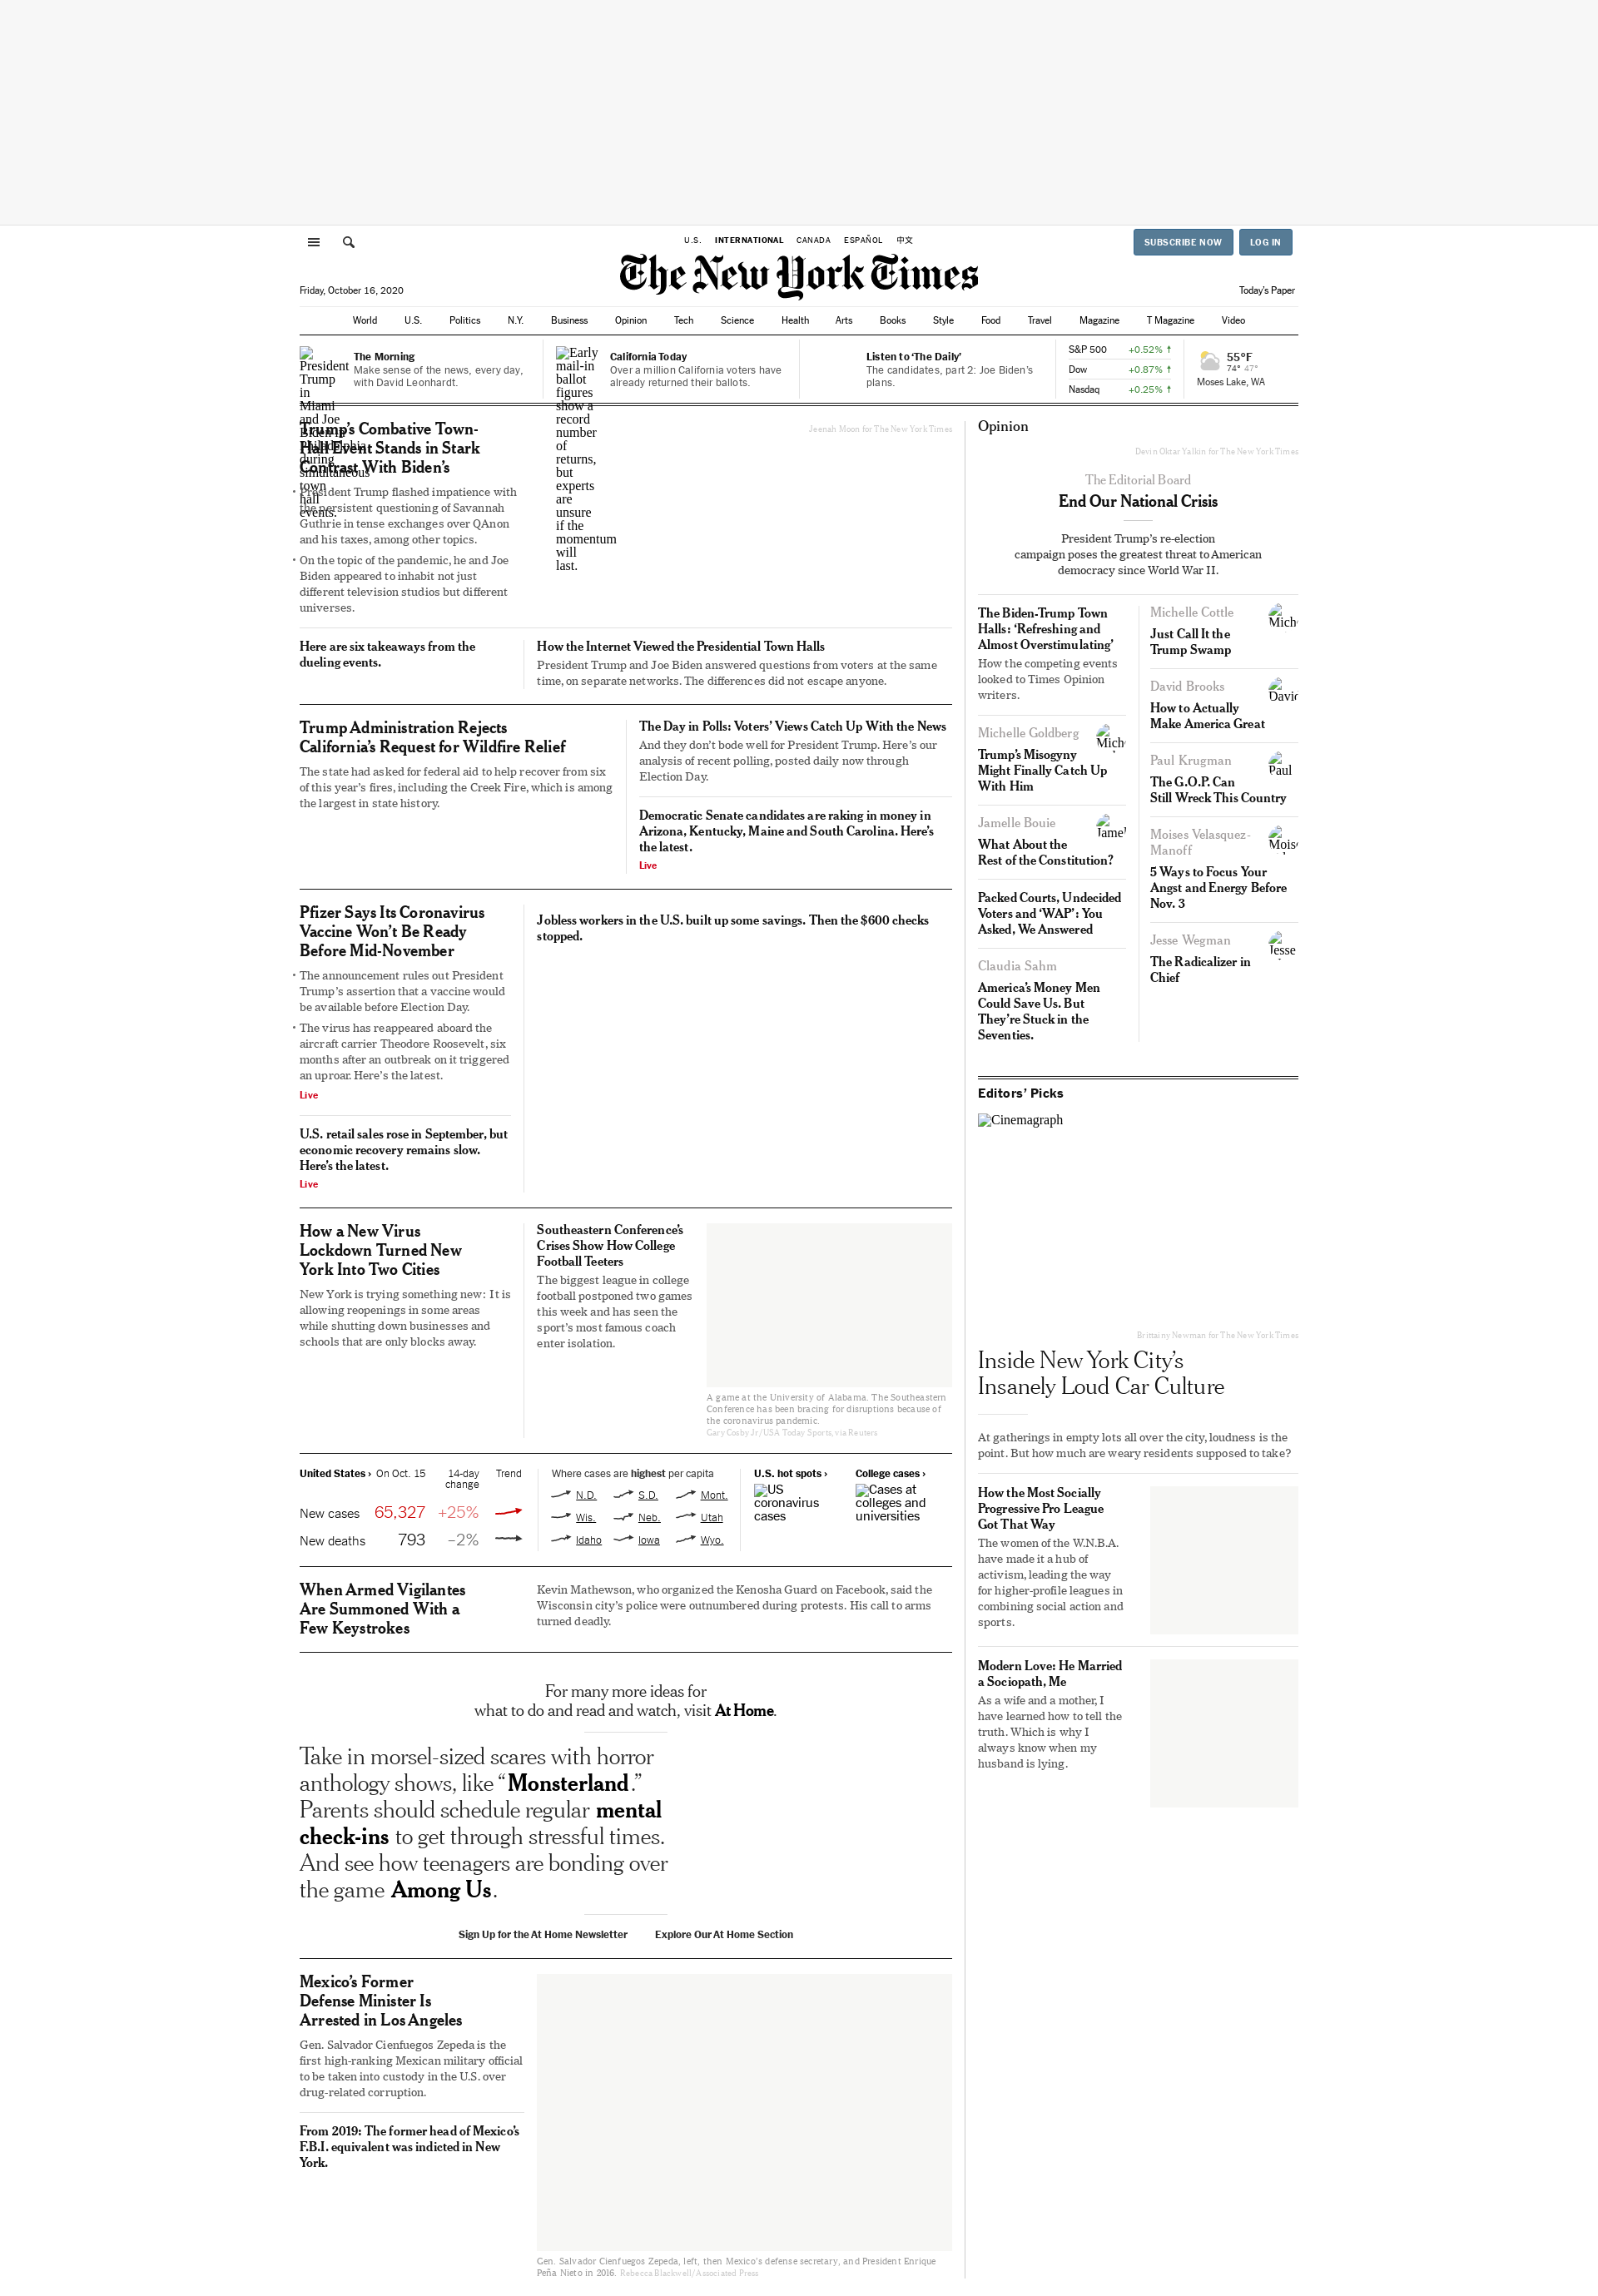 U.S. INTERNATIONAL CANADA ESPAÑOL 中文
SUBSCRIBE NOW LOG IN
The New York Times
Friday, October 16, 2020
Today's Paper
World U.S. Politics N.Y. Business Opinion Tech Science Health Arts Books Style Food Travel Magazine T Magazine Video
President
Trump
in
Miami
and Joe
Biden in
Philadelphia
during
simultaneous
town
hall
events.
The Morning
Make sense of the news, every day,
with David Leonhardt.
Early
mail-in
ballot
figures
show a
record
number
of
returns,
but
experts
are
unsure
if the
momentum
will
last.
California Today
Over a million California voters have
already returned their ballots.
Listen to ‘The Daily’
The candidates, part 2: Joe Biden’s
plans.
S&P 500 +0.52%
Dow +0.87%
Nasdaq +0.25%
55°F
74° 47°
Moses Lake, WA
Trump’s Combative Town-
Hall Event Stands in Stark
Contrast With Biden’s
• President Trump flashed impatience with
the persistent questioning of Savannah
Guthrie in tense exchanges over QAnon
and his taxes, among other topics.
• On the topic of the pandemic, he and Joe
Biden appeared to inhabit not just
different television studios but different
universes.
Jeenah Moon for The New York Times
Here are six takeaways from the
dueling events.
How the Internet Viewed the Presidential Town Halls
President Trump and Joe Biden answered questions from voters at the same
time, on separate networks. The differences did not escape anyone.
Trump Administration Rejects
California’s Request for Wildfire Relief
The state had asked for federal aid to help recover from six
of this year’s fires, including the Creek Fire, which is among
the largest in state history.
The Day in Polls: Voters’ Views Catch Up With the News
And they don’t bode well for President Trump. Here’s our
analysis of recent polling, posted daily now through
Election Day.
Democratic Senate candidates are raking in money in
Arizona, Kentucky, Maine and South Carolina. Here’s
the latest.
Live
Pfizer Says Its Coronavirus
Vaccine Won’t Be Ready
Before Mid-November
• The announcement rules out President
Trump’s assertion that a vaccine would
be available before Election Day.
• The virus has reappeared aboard the
aircraft carrier Theodore Roosevelt, six
months after an outbreak on it triggered
an uproar. Here’s the latest.
Live
U.S. retail sales rose in September, but
economic recovery remains slow.
Here’s the latest.
Live
Jobless workers in the U.S. built up some savings. Then the $600 checks
stopped.
How a New Virus
Lockdown Turned New
York Into Two Cities
New York is trying something new: It is
allowing reopenings in some areas
while shutting down businesses and
schools that are only blocks away.
Southeastern Conference’s
Crises Show How College
Football Teeters
The biggest league in college
football postponed two games
this week and has seen the
sport’s most famous coach
enter isolation.
A game at the University of Alabama. The Southeastern
Conference has been bracing for disruptions because of
the coronavirus pandemic.
Gary Cosby Jr/USA Today Sports, via Reuters
United States › On Oct. 15 14-day Trend
change
New cases 65,327 +25%
New deaths 793 –2%
Where cases are highest per capita
N.D. S.D. Mont.
Wis. Neb. Utah
Idaho Iowa Wyo.
U.S. hot spots ›
US
coronavirus
cases
College cases ›
Cases at
colleges and
universities
When Armed Vigilantes
Are Summoned With a
Few Keystrokes
Kevin Mathewson, who organized the Kenosha Guard on Facebook, said the
Wisconsin city’s police were outnumbered during protests. His call to arms
turned deadly.
For many more ideas for
what to do and read and watch, visit At Home.
Take in morsel-sized scares with horror
anthology shows, like “Monsterland.”
Parents should schedule regular mental
check-ins to get through stressful times.
And see how teenagers are bonding over
the game Among Us.
Sign Up for the At Home Newsletter Explore Our At Home Section
Mexico’s Former
Defense Minister Is
Arrested in Los Angeles
Gen. Salvador Cienfuegos Zepeda is the
first high-ranking Mexican military official
to be taken into custody in the U.S. over
drug-related corruption.
From 2019: The former head of Mexico’s
F.B.I. equivalent was indicted in New
York.
Gen. Salvador Cienfuegos Zepeda, left, then Mexico’s defense secretary, and President Enrique
Peña Nieto in 2016. Rebecca Blackwell/Associated Press
Opinion
Devin Oktar Yalkin for The New York Times
The Editorial Board
End Our National Crisis
President Trump’s re-election
campaign poses the greatest threat to American
democracy since World War II.
The Biden-Trump Town
Halls: ‘Refreshing and
Almost Overstimulating’
How the competing events
looked to Times Opinion
writers.
Michelle Goldberg
Mich
Trump’s Misogyny
Might Finally Catch Up
With Him
Jamelle Bouie
Jamel
What About the
Rest of the Constitution?
Packed Courts, Undecided
Voters and ‘WAP’: You
Asked, We Answered
Claudia Sahm
America’s Money Men
Could Save Us. But
They’re Stuck in the
Seventies.
Michelle Cottle
Mich
Just Call It the
Trump Swamp
David Brooks
David
How to Actually
Make America Great
Paul Krugman
Paul
The G.O.P. Can
Still Wreck This Country
Moises Velasquez-
Manoff
Moise
5 Ways to Focus Your
Angst and Energy Before
Nov. 3
Jesse Wegman
Jesse
The Radicalizer in
Chief
Editors’ Picks
Cinemagraph
Brittainy Newman for The New York Times
Inside New York City’s
Insanely Loud Car Culture
At gatherings in empty lots all over the city, loudness is the
point. But how much are weary residents supposed to take?
How the Most Socially
Progressive Pro League
Got That Way
The women of the W.N.B.A.
have made it a hub of
activism, leading the way
for higher-profile leagues in
combining social action and
sports.
Modern Love: He Married
a Sociopath, Me
As a wife and a mother, I
have learned how to tell the
truth. Which is why I
always know when my
husband is lying.